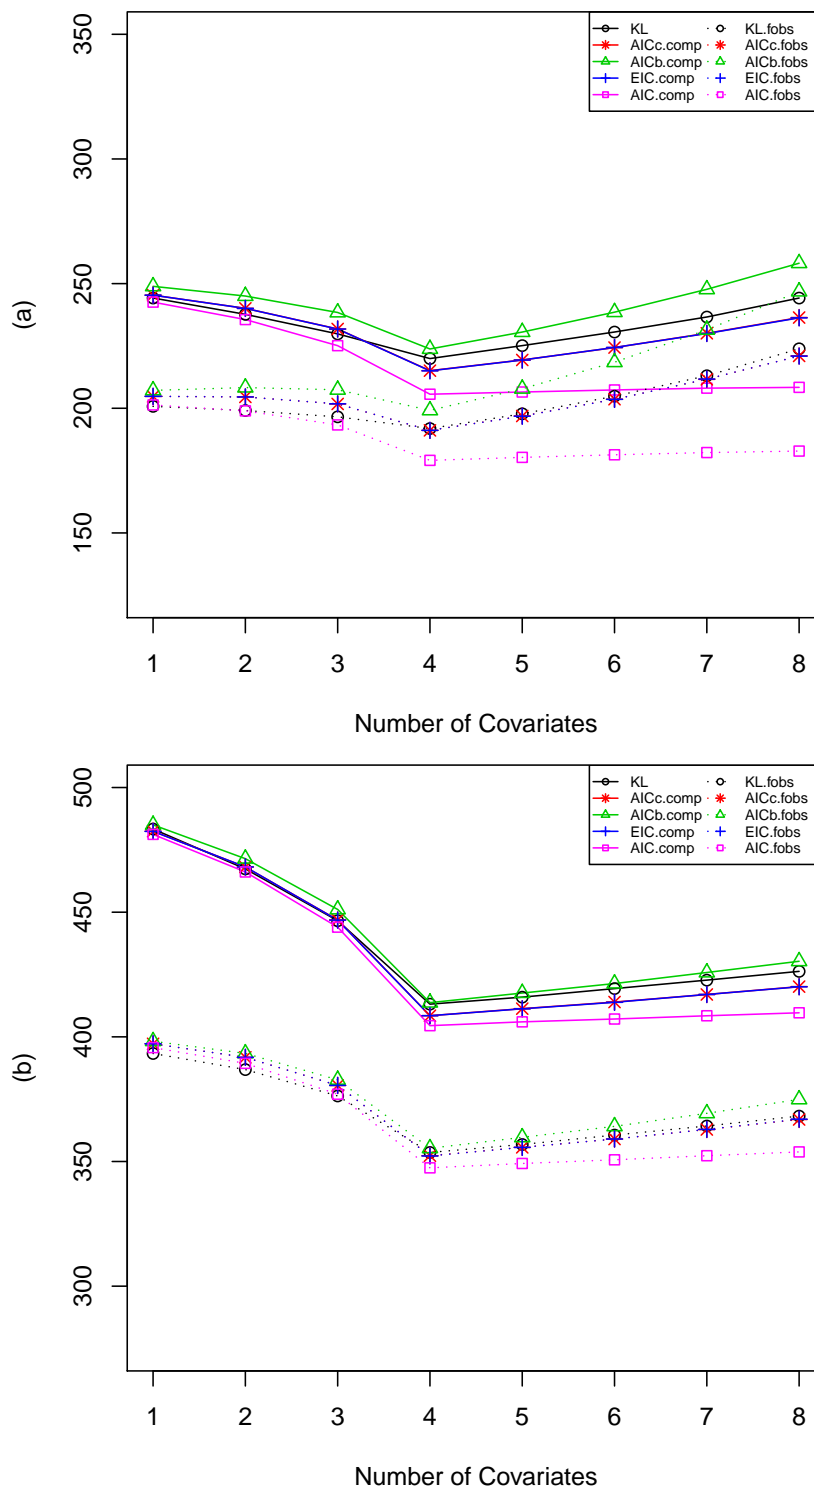 (a)
350
300
250
200
150
KL KL.fobs
AICc.comp AICc.fobs
AICb.comp AICb.fobs
EIC.comp EIC.fobs
AIC.comp AIC.fobs
1 2 3 4 5 6 7 8
Number of Covariates
(b)
500
450
400
350
300
KL KL.fobs
AICc.comp AICc.fobs
AICb.comp AICb.fobs
EIC.comp EIC.fobs
AIC.comp AIC.fobs
1 2 3 4 5 6 7 8
Number of Covariates